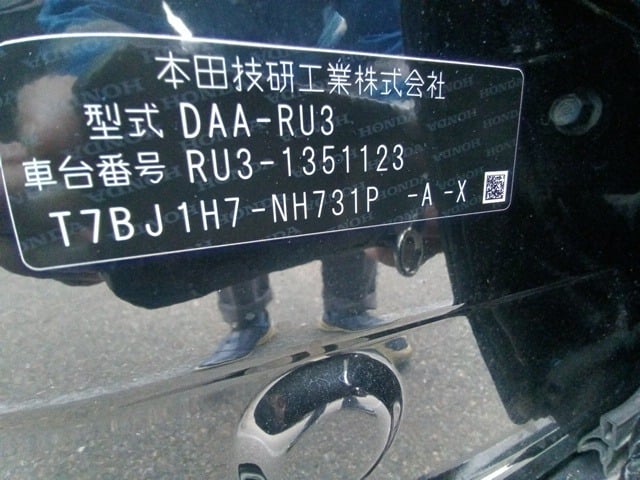 本田技研工業株式会社
型式 DAA-RU3
車台番号 RU3-1351123
T7BJ1H7-NH731P -A-X